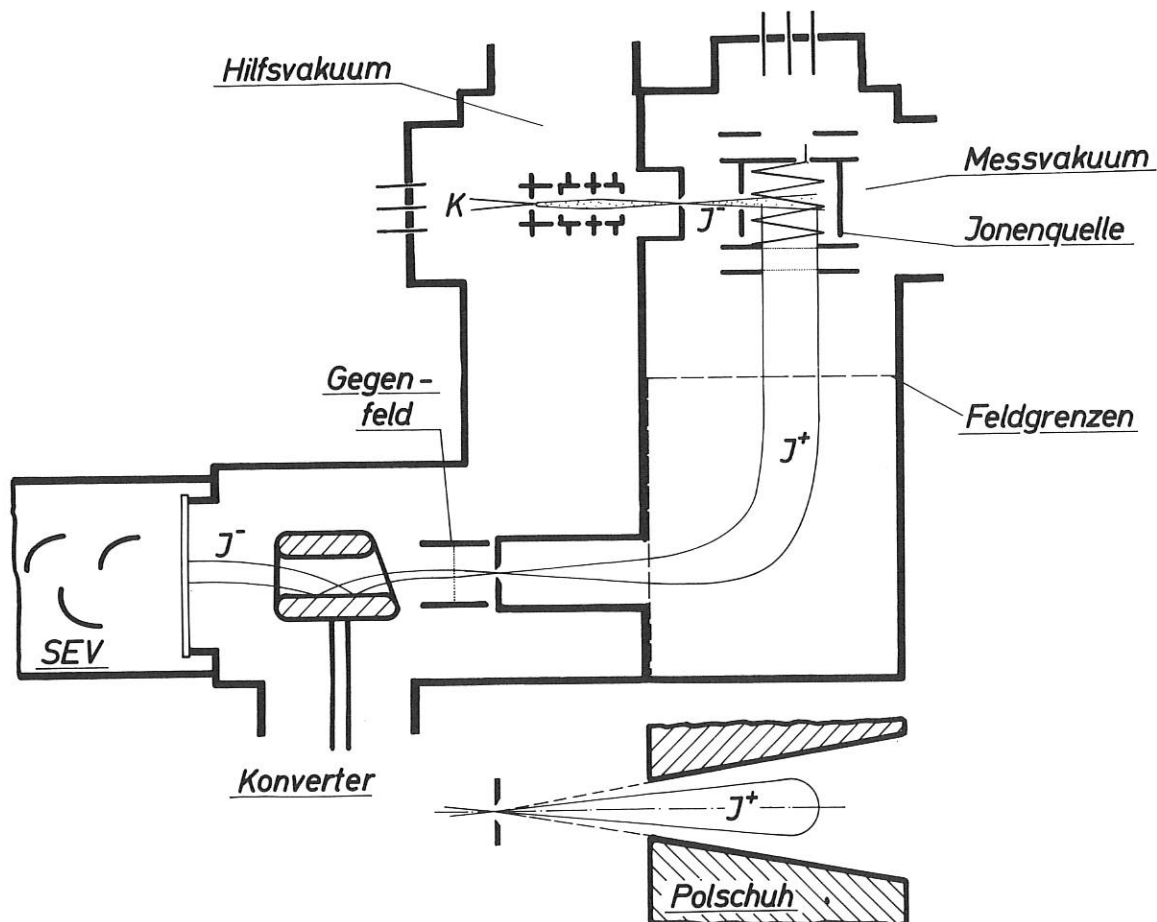 Hilfsvakuum
Messvakuum
K
J⁻
Jonenquelle
Gegen-
feld
Feldgrenzen
J⁺
J⁻
SEV
Konverter
J⁺
Polschuh